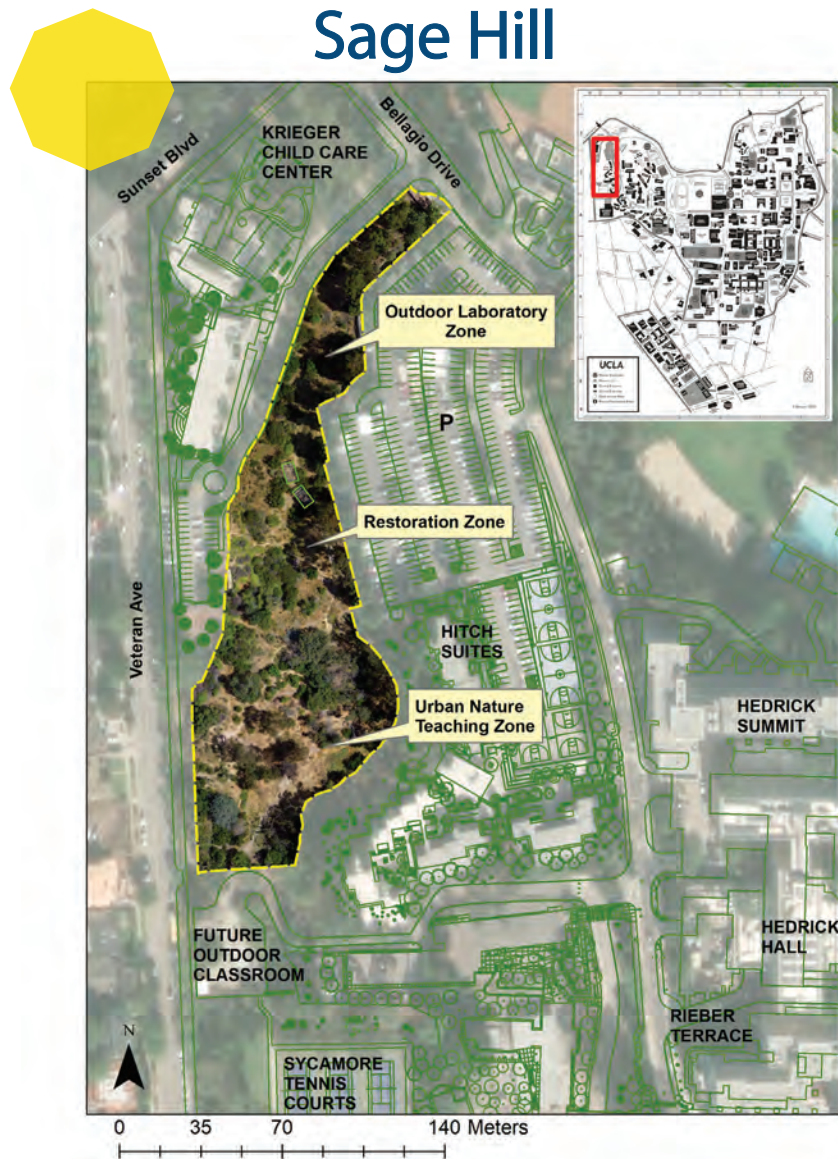 Sage Hill
Sunset Blvd
KRIEGER
CHILD CARE
CENTER
Bellagio Drive
UCLA
Outdoor Laboratory
Zone
P
Restoration Zone
Veteran Ave
HITCH
SUITES
Urban Nature
Teaching Zone
HEDRICK
SUMMIT
FUTURE
OUTDOOR
CLASSROOM
HEDRICK
HALL
RIEBER
TERRACE
N
SYCAMORE
TENNIS
COURTS
0 35 70 140 Meters